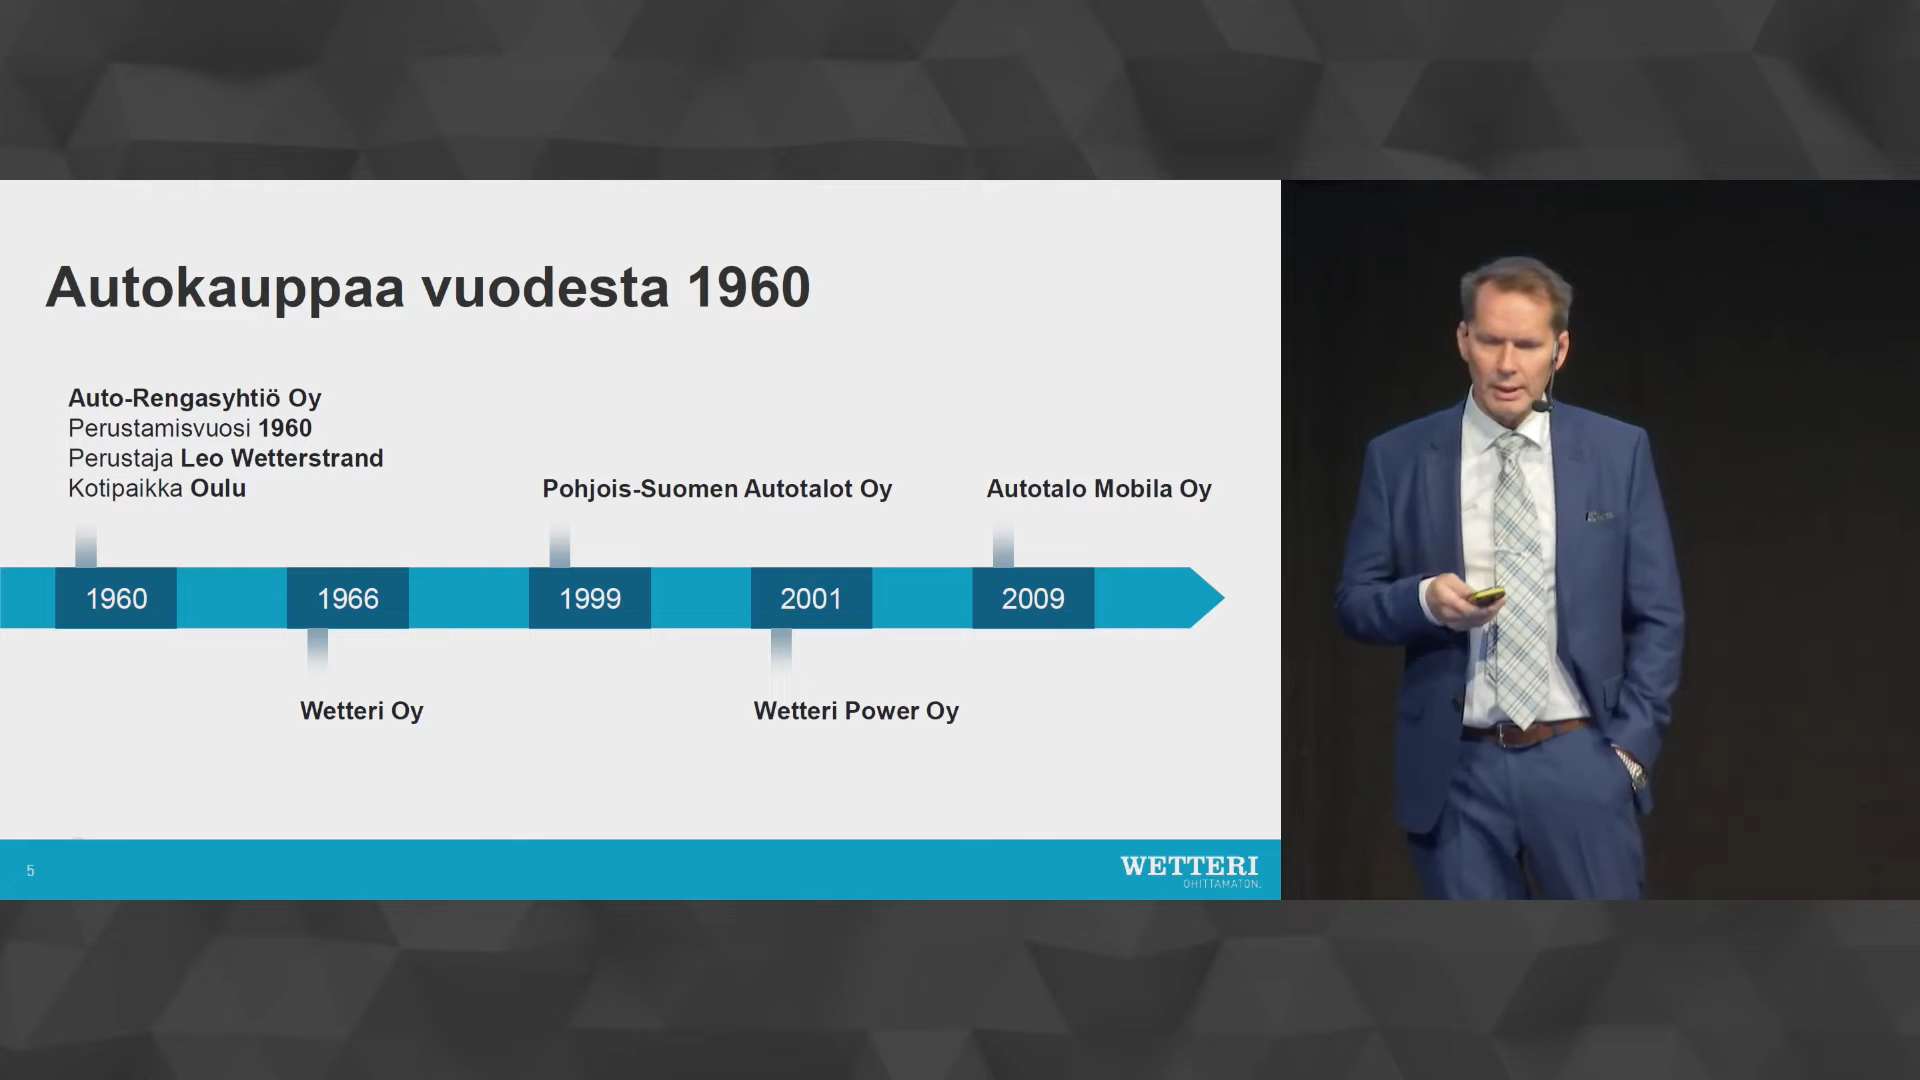 Autokauppaa vuodesta 1960
Auto-Rengasyhtiö Oy
Perustamisvuosi 1960
Perustaja Leo Wetterstrand
Kotipaikka Oulu
Pohjois-Suomen Autotalot Oy
Autotalo Mobila Oy
1960
1966
1999
2001
2009
Wetteri Oy
Wetteri Power Oy
5
WETTERI
OHITTAMATON.